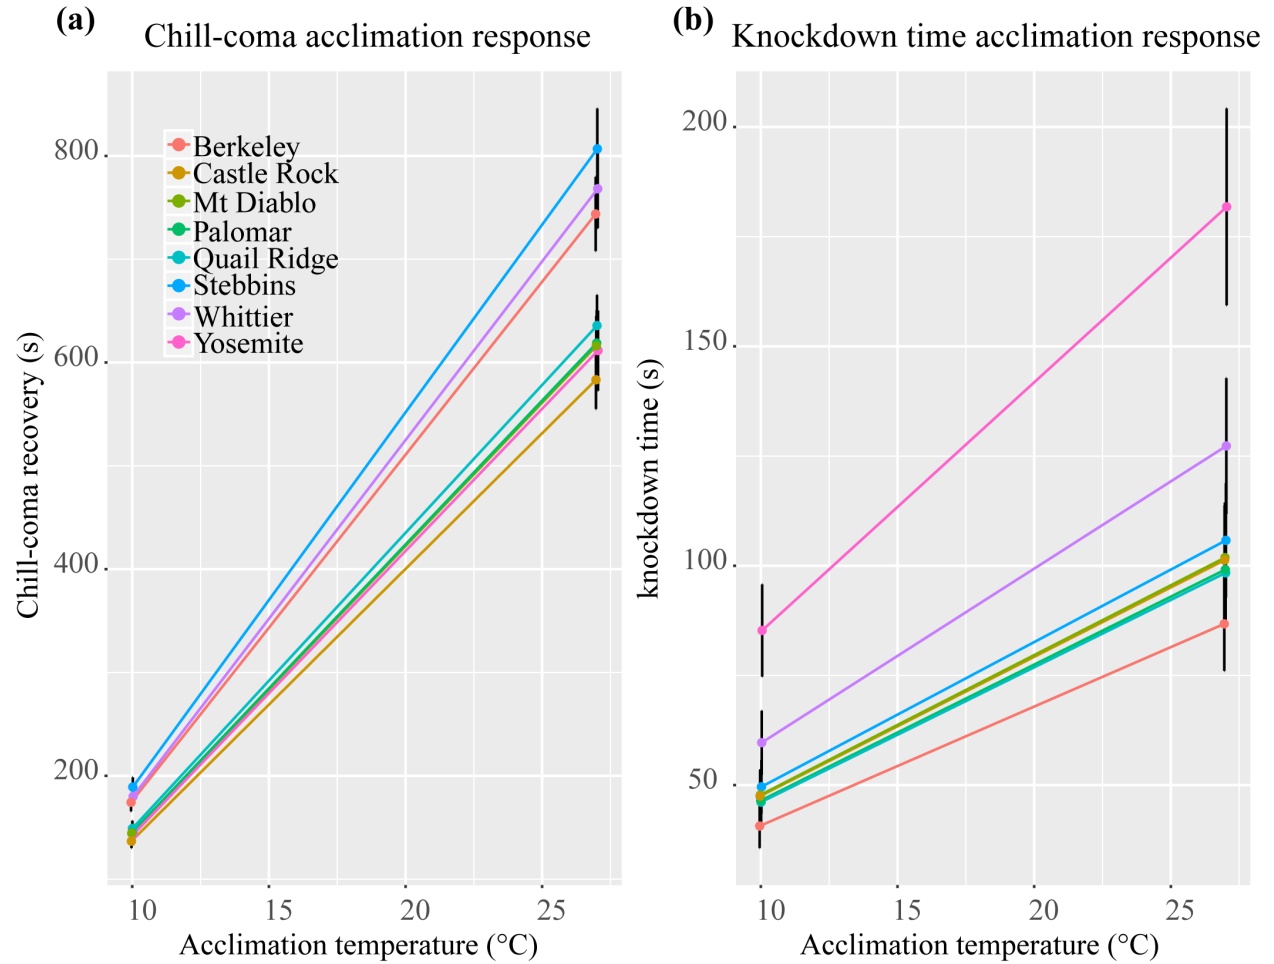 (a)
Chill-coma acclimation response
800
600
400
200
Chill-coma recovery (s)
Berkeley
Castle Rock
Mt Diablo
Palomar
Quail Ridge
Stebbins
Whittier
Yosemite
10 15 20 25
Acclimation temperature (°C)
(b)
Knockdown time acclimation response
200
150
100
50
knockdown time (s)
10 15 20 25
Acclimation temperature (°C)